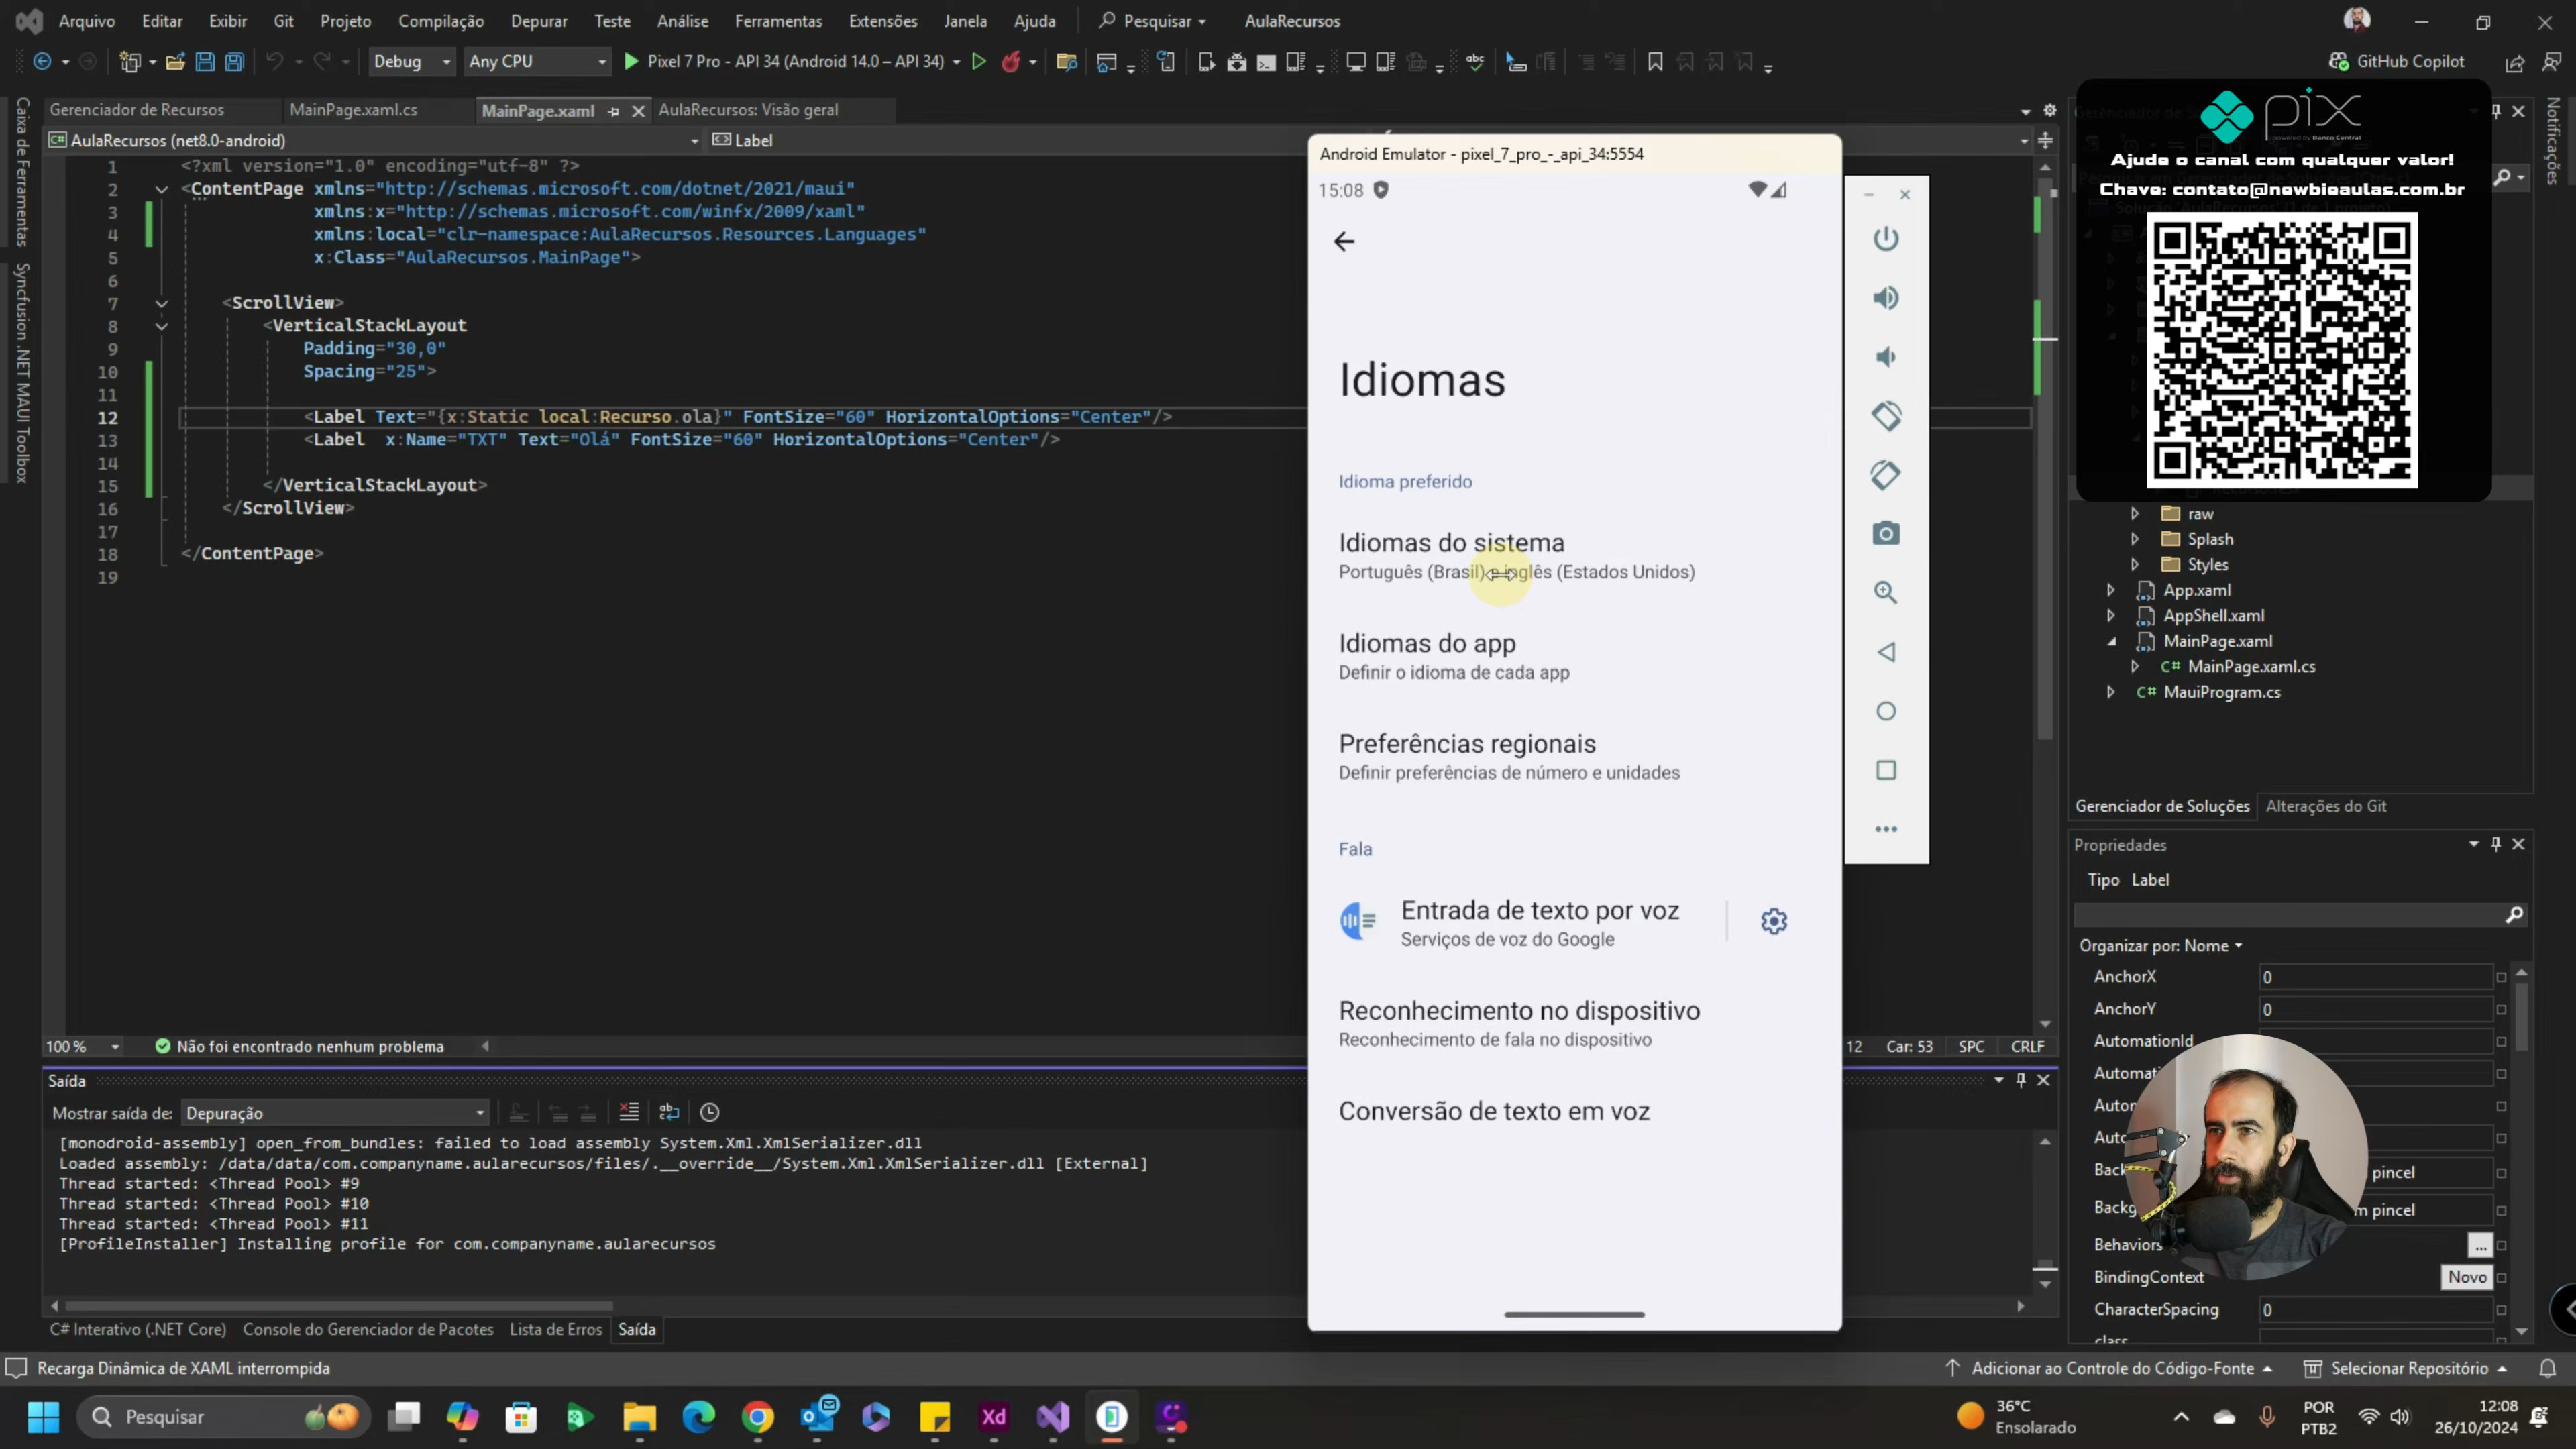 Arquivo Editar Exibir Git Projeto Compilação Depurar Teste Análise Ferramentas Extensões Janela Ajuda Pesquisar AulaRecursos
Debug Any CPU Pixel 7 Pro - API 34 (Android 14.0 – API 34) GitHub Copilot
Caixa de Ferramentas
Syncfusion .NET MAUI Toolbox
Gerenciador de Recursos MainPage.xaml.cs MainPage.xaml AulaRecursos: Visão geral
AulaRecursos (net8.0-android) Label
1 <?xml version="1.0" encoding="utf-8" ?>
2 <ContentPage xmlns="http://schemas.microsoft.com/dotnet/2021/maui"
3 xmlns:x="http://schemas.microsoft.com/winfx/2009/xaml"
4 xmlns:local="clr-namespace:AulaRecursos.Resources.Languages"
5 x:Class="AulaRecursos.MainPage">
6
7 <ScrollView>
8 <VerticalStackLayout
9 Padding="30,0"
10 Spacing="25">
11
12 <Label Text="{x:Static local:Recurso.ola}" FontSize="60" HorizontalOptions="Center"/>
13 <Label x:Name="TXT" Text="Olá" FontSize="60" HorizontalOptions="Center"/>
14
15 </VerticalStackLayout>
16 </ScrollView>
17
18 </ContentPage>
19
100 % Não foi encontrado nenhum problema
12 Car: 53 SPC CRLF
Android Emulator - pixel_7_pro_-_api_34:5554
15:08
Idiomas
Idioma preferido
Idiomas do sistema
Português (Brasil) e inglês (Estados Unidos)
Idiomas do app
Definir o idioma de cada app
Preferências regionais
Definir preferências de número e unidades
Fala
Entrada de texto por voz
Serviços de voz do Google
Reconhecimento no dispositivo
Reconhecimento de fala no dispositivo
Conversão de texto em voz
pix
powered by Banco Central
Ajude o canal com qualquer valor!
Chave: contato@newbieaulas.com.br
Notificações
raw
Splash
Styles
App.xaml
AppShell.xaml
MainPage.xaml
C# MainPage.xaml.cs
C# MauiProgram.cs
Gerenciador de Soluções Alterações do Git
Propriedades
Tipo Label
Organizar por: Nome
AnchorX 0
AnchorY 0
AutomationId
pincel
pincel
Behaviors ...
BindingContext Novo
CharacterSpacing 0
class
Saída
Mostrar saída de: Depuração
[monodroid-assembly] open_from_bundles: failed to load assembly System.Xml.XmlSerializer.dll
Loaded assembly: /data/data/com.companyname.aularecursos/files/.__override__/System.Xml.XmlSerializer.dll [External]
Thread started: <Thread Pool> #9
Thread started: <Thread Pool> #10
Thread started: <Thread Pool> #11
[ProfileInstaller] Installing profile for com.companyname.aularecursos
C# Interativo (.NET Core) Console do Gerenciador de Pacotes Lista de Erros Saída
Recarga Dinâmica de XAML interrompida Adicionar ao Controle do Código-Fonte Selecionar Repositório
Pesquisar Xd
36°C
Ensolarado
POR
PTB2
12:08
26/10/2024